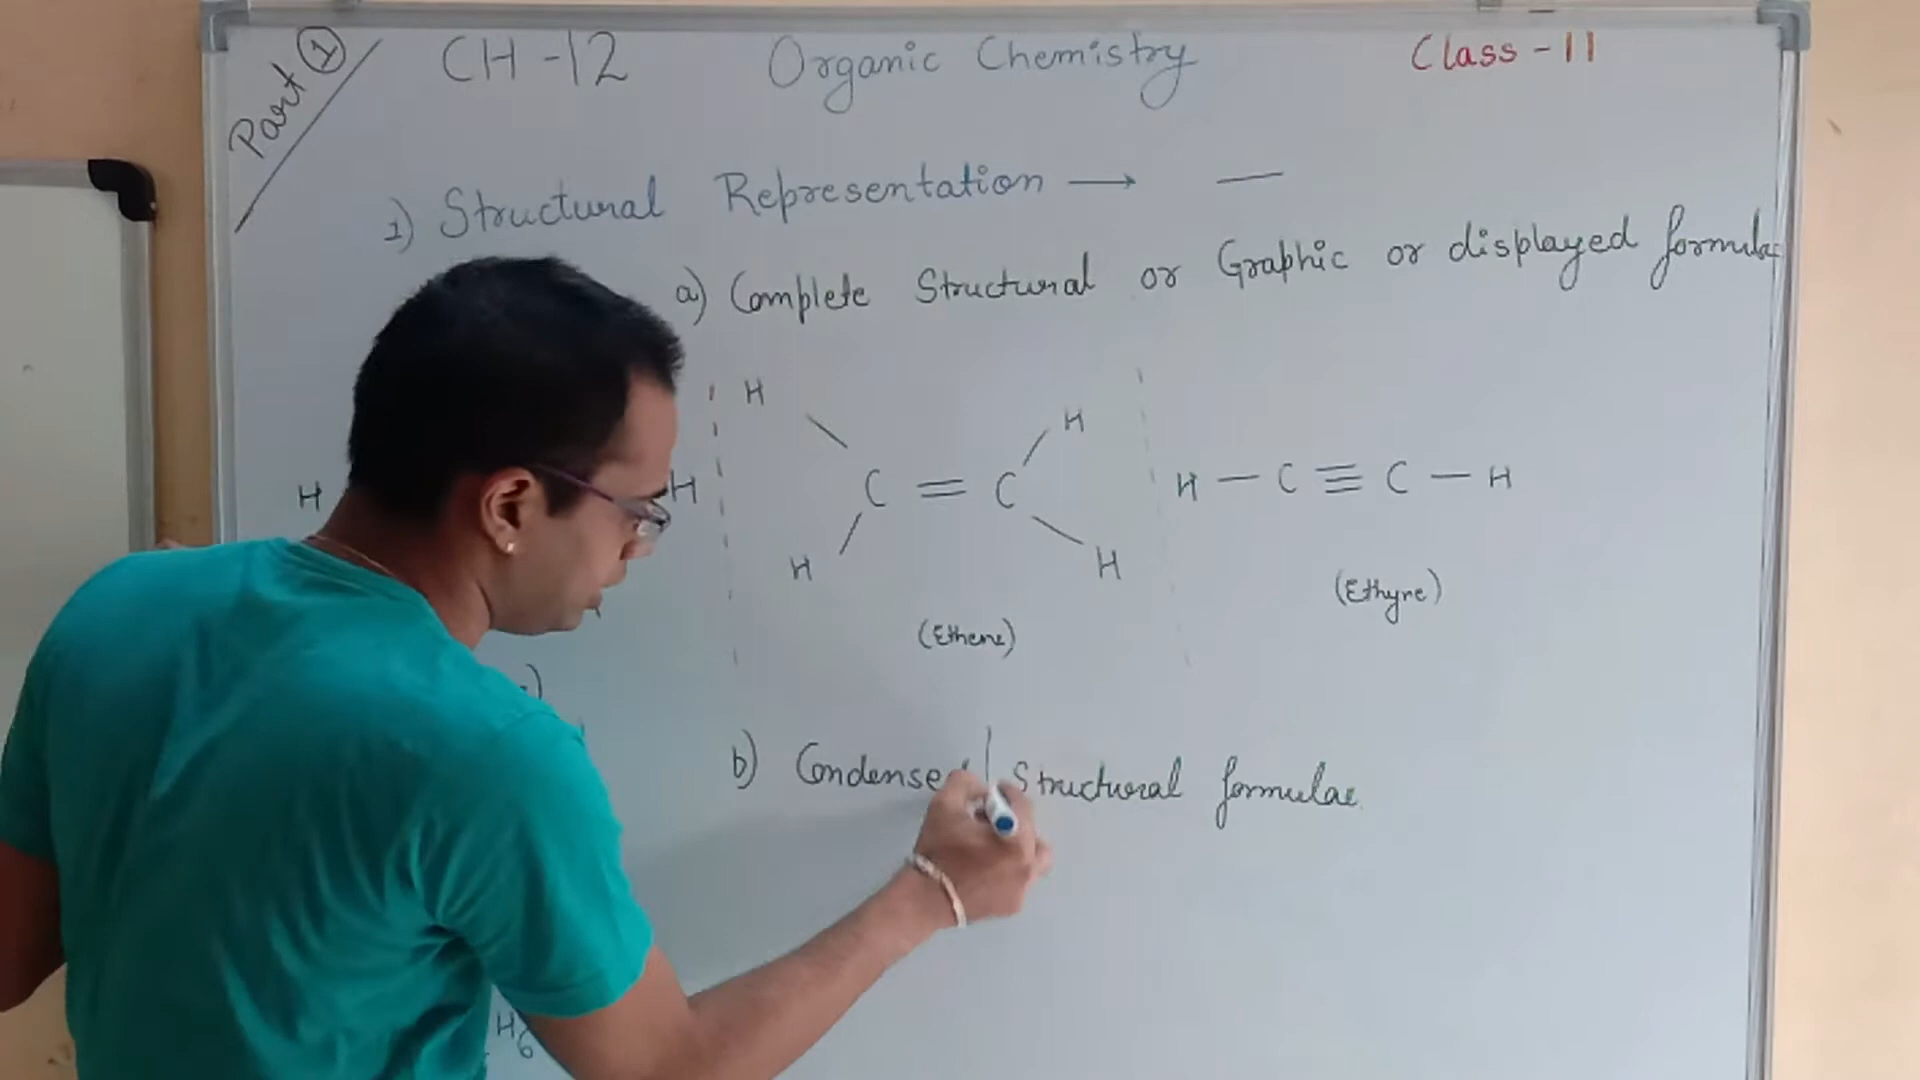 Part 1
CH-12 Organic Chemistry Class-11
1) Structural Representation → —
a) Complete Structural or Graphic or displayed formulae
H H
H H
H H
C = C
H - C ≡ C - H
(Ethene)
(Ethyne)
b) Condensed Structural formulae
H6